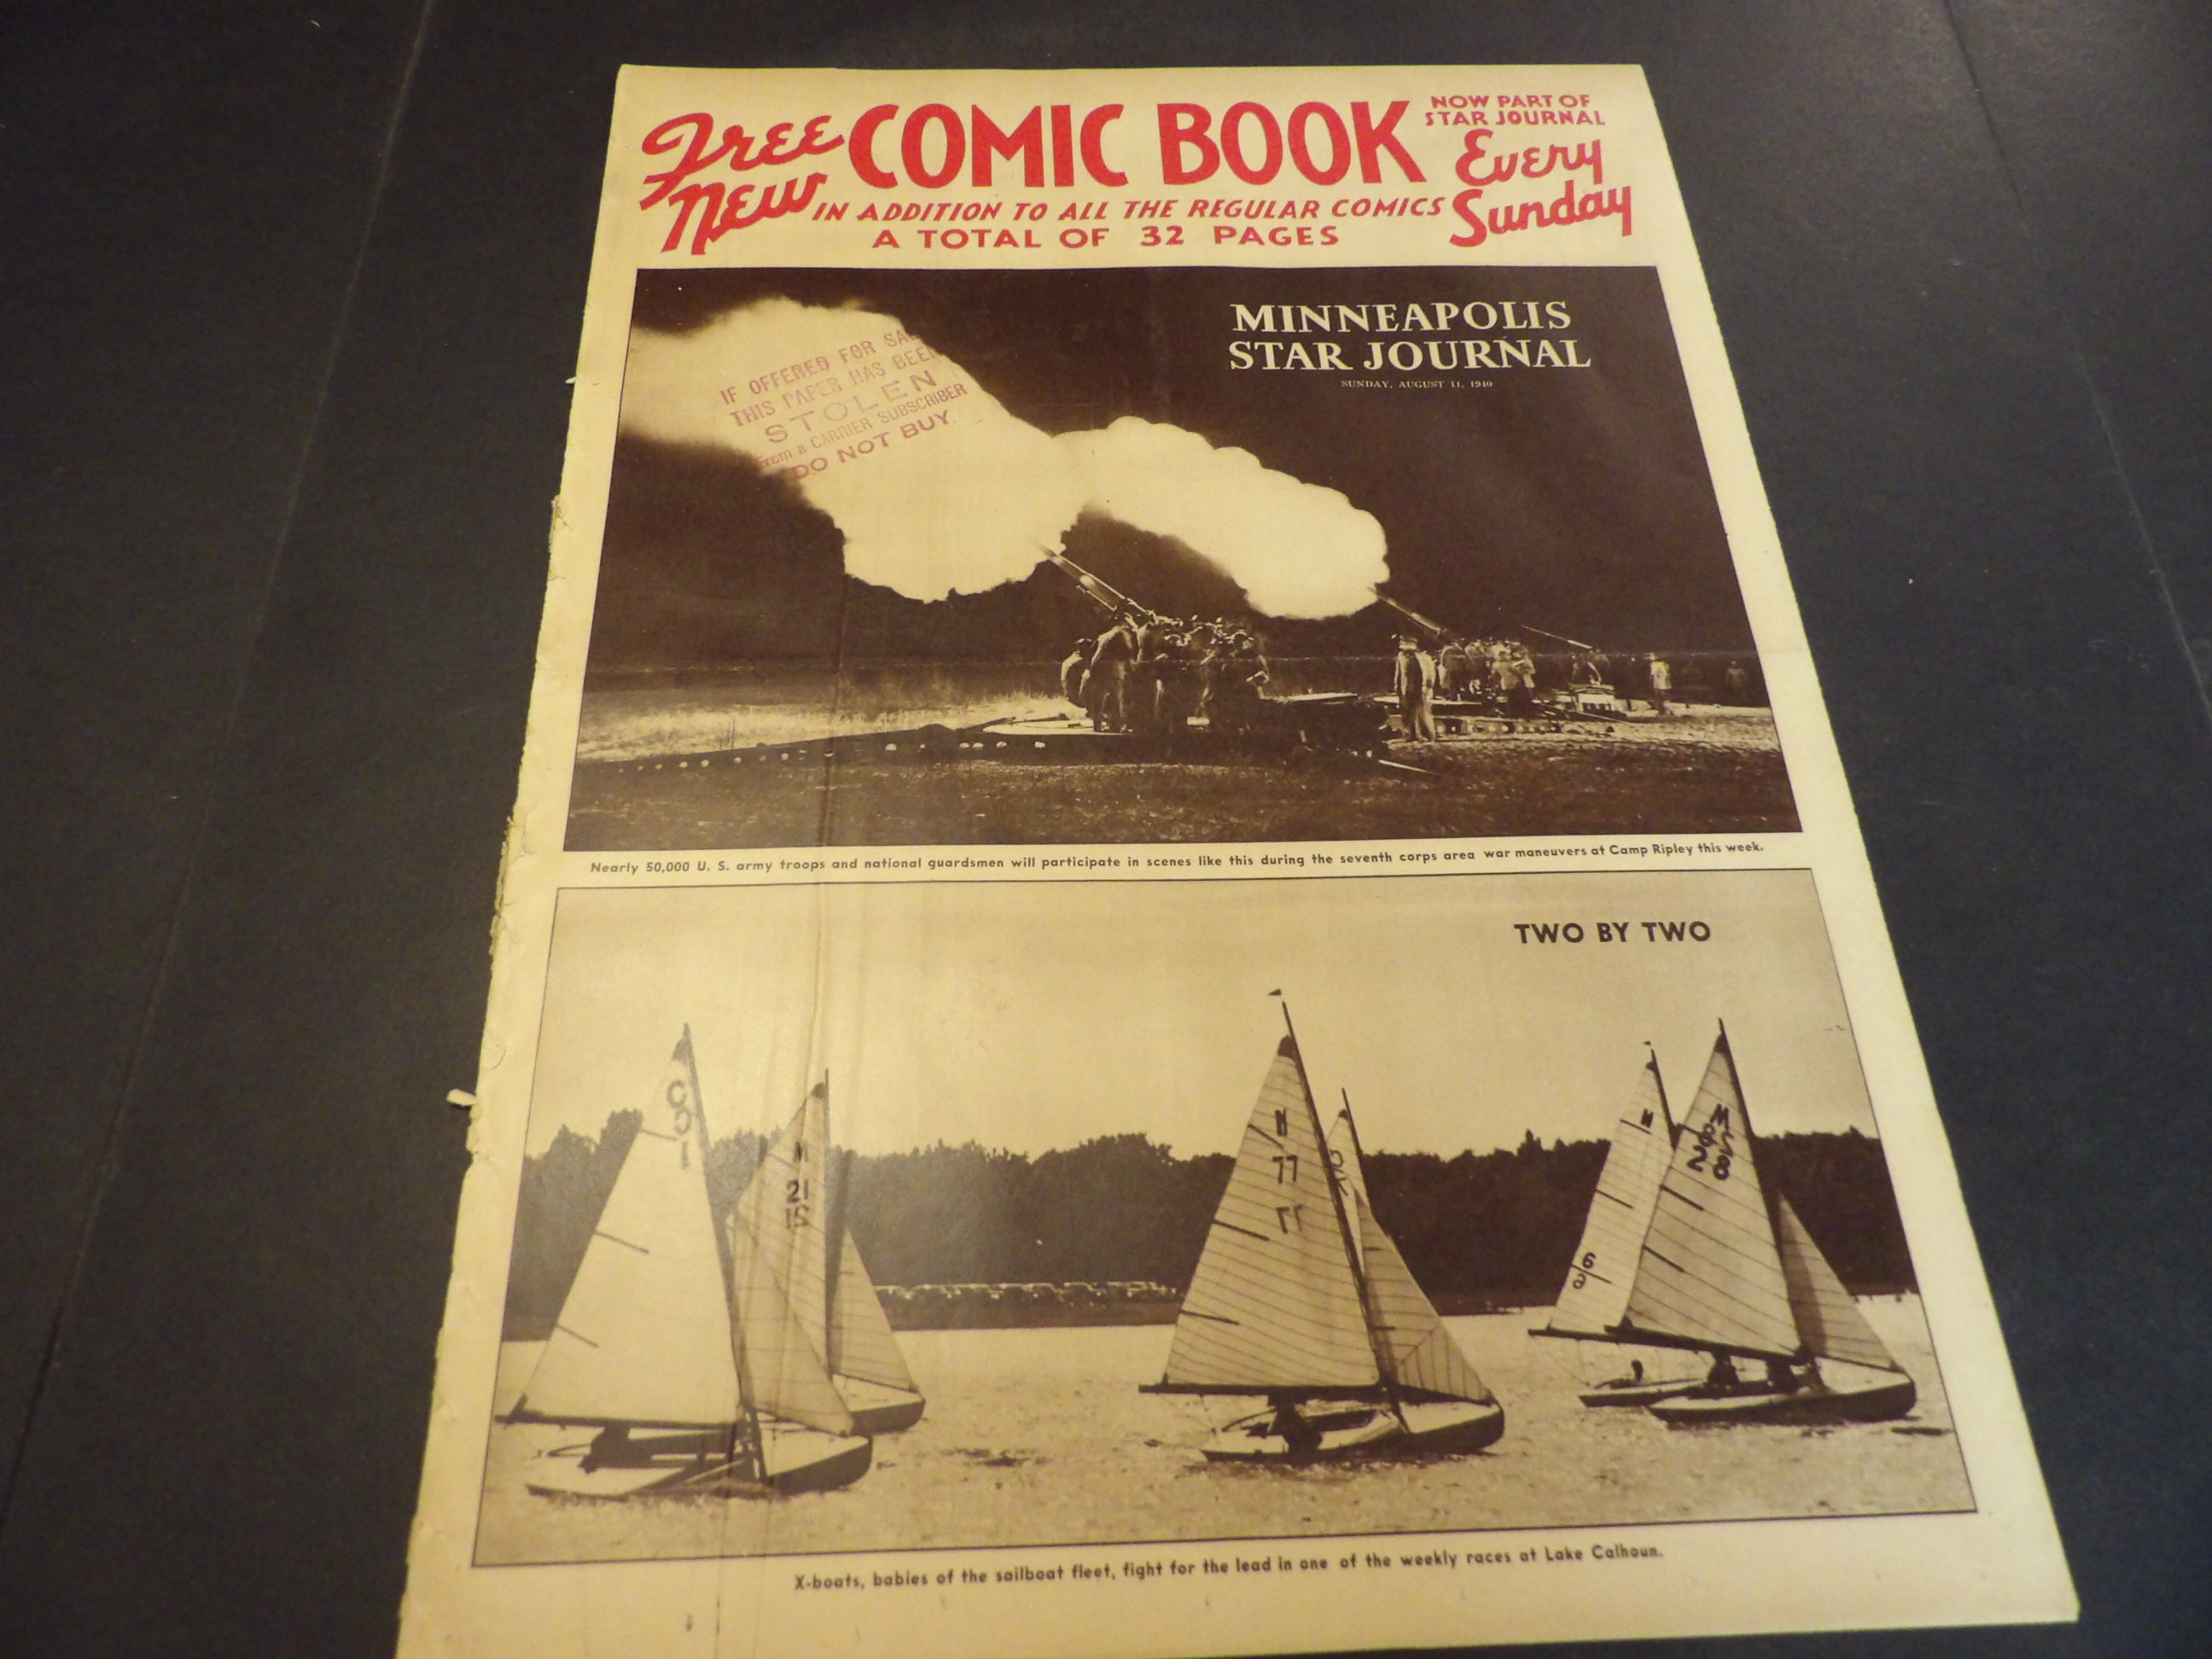 Free
New
COMIC BOOK
IN ADDITION TO ALL THE REGULAR COMICS
A TOTAL OF 32 PAGES
NOW PART OF
STAR JOURNAL
Every
Sunday
MINNEAPOLIS
STAR JOURNAL
SUNDAY, AUGUST 11, 1940
IF OFFERED FOR
THIS PAPER HAS BEEN
STOLEN
from a CARRIER SUBSCRIBER
DO NOT BUY.
Nearly 50,000 U. S. army troops and national guardsmen will participate in scenes like this during the seventh corps area war maneuvers at Camp Ripley this week.
TWO BY TWO
M
21
77
M
6
X-boats, babies of the sailboat fleet, fight for the lead in one of the weekly races at Lake Calhoun.